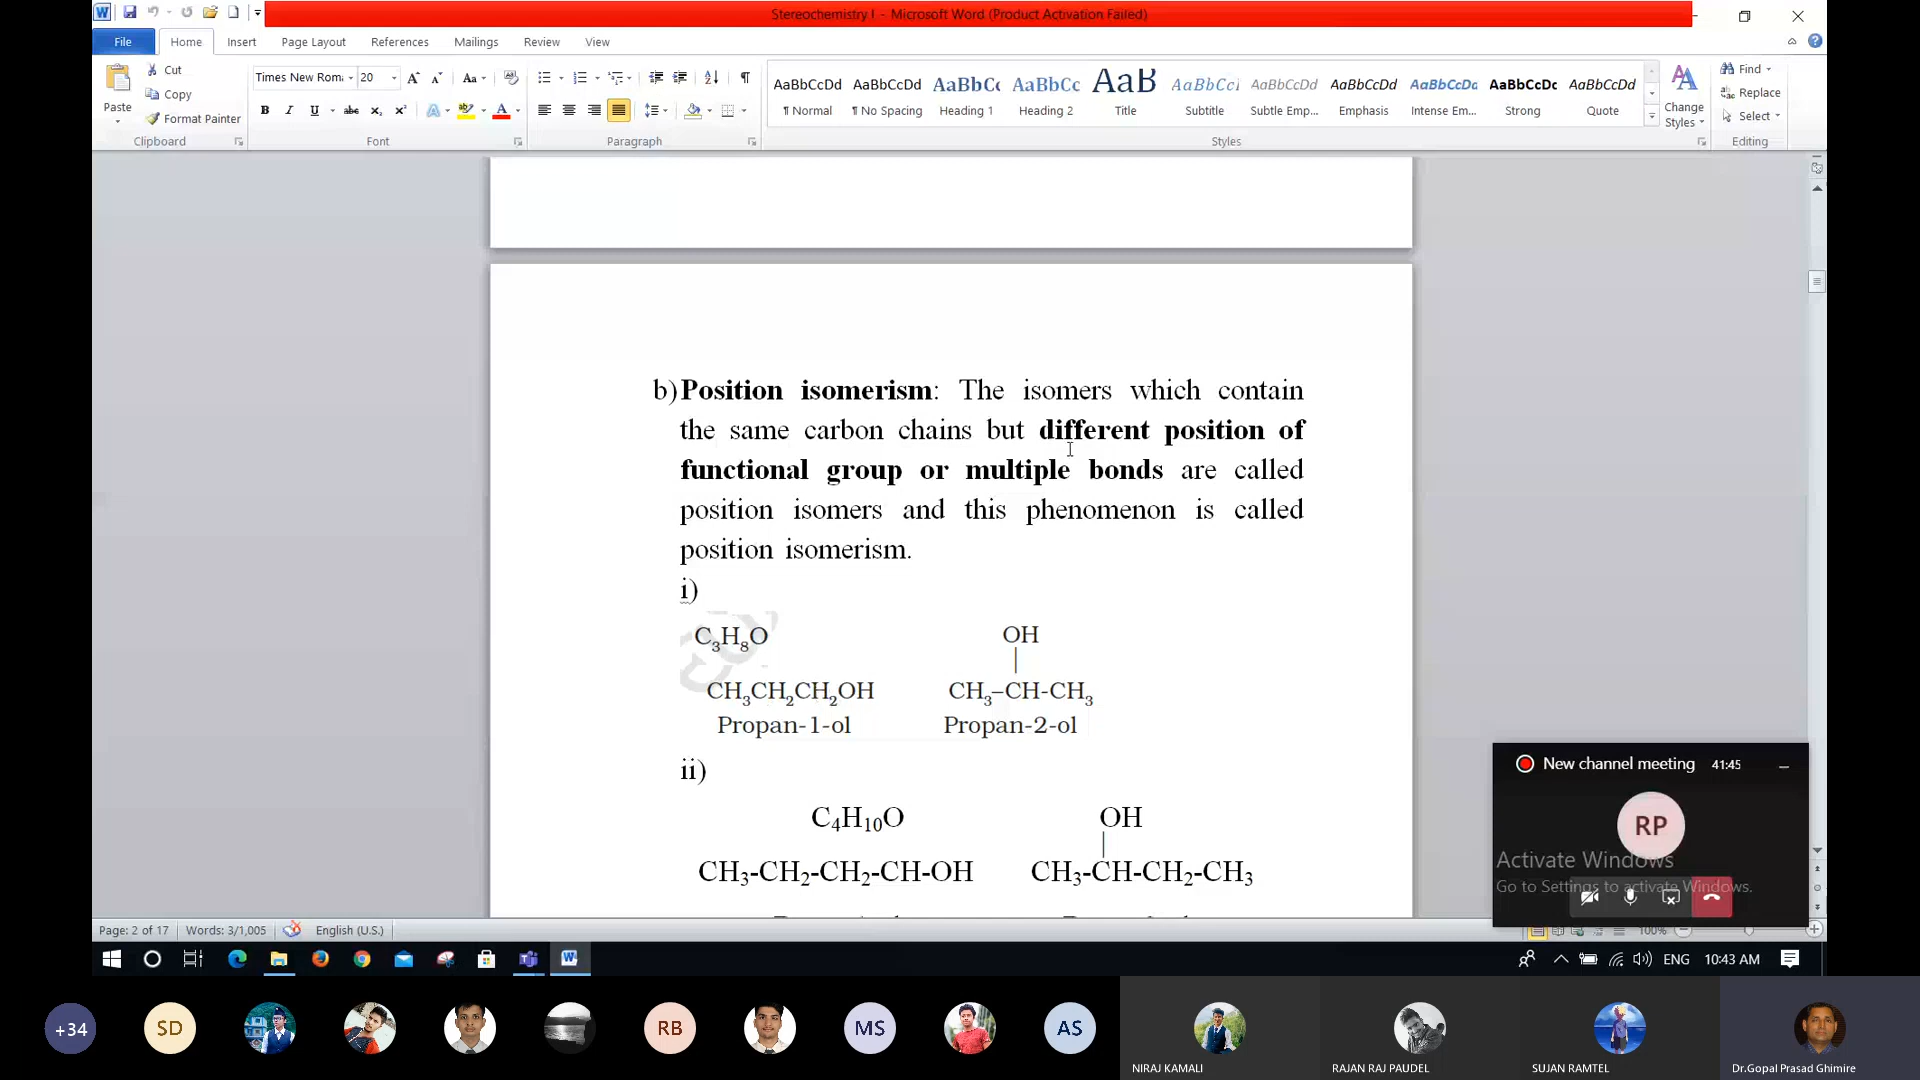 Stereochemistry I - Microsoft Word (Product Activation Failed)
File Home Insert Page Layout References Mailings Review View
Paste
Cut
Copy
Format Painter
Clipboard
Times New Roma 20
Font
Paragraph
AaBbCcDd AaBbCcDd AaBbCc AaBbCc AaB AaBbCcI AaBbCcDd AaBbCcDd AaBbCcDc AaBbCcDc AaBbCcDd
¶ Normal ¶ No Spacing Heading 1 Heading 2 Title Subtitle Subtle Emp... Emphasis Intense Em... Strong Quote
Styles
Change
Styles
Find
Replace
Select
Editing
b) Position isomerism: The isomers which contain
the same carbon chains but different position of
functional group or multiple bonds are called
position isomers and this phenomenon is called
position isomerism.
i)
C₃H₈O OH
CH₃CH₂CH₂OH CH₃–CH-CH₃
Propan-1-ol Propan-2-ol
ii)
C₄H₁₀O OH
CH₃-CH₂-CH₂-CH-OH CH₃-CH-CH₂-CH₃
New channel meeting 41:45
RP
Activate Windows
Go to Settings to activate Windows.
Page: 2 of 17 Words: 3/1,005 English (U.S.) 100%
ENG 10:43 AM
+34 SD RB MS AS
NIRAJ KAMALI RAJAN RAJ PAUDEL SUJAN RAMTEL Dr.Gopal Prasad Ghimire